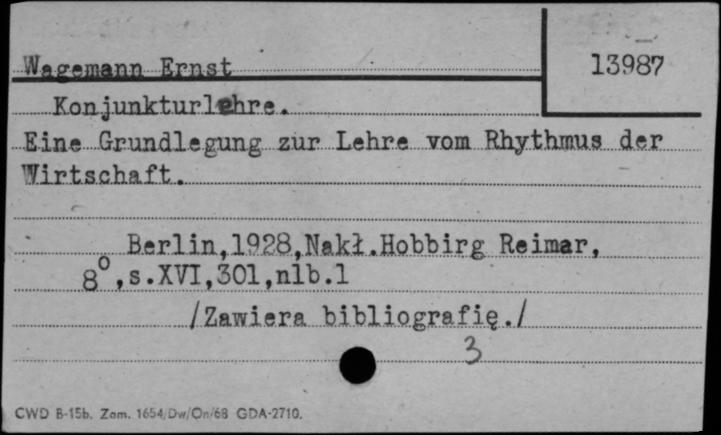 Wagemann Ernst
13987
Konjunkturlehre.
Eine Grundlegung zur Lehre vom Rhythmus der
Wirtschaft.
Berlin,1928,Nakł.Hobbirg Reimar,
8°,s.XVI,301,nlb.1
/Zawiera bibliografię./
3
CWD B-15b. Zam. 1654/Dw/On/68 GDA-2710.